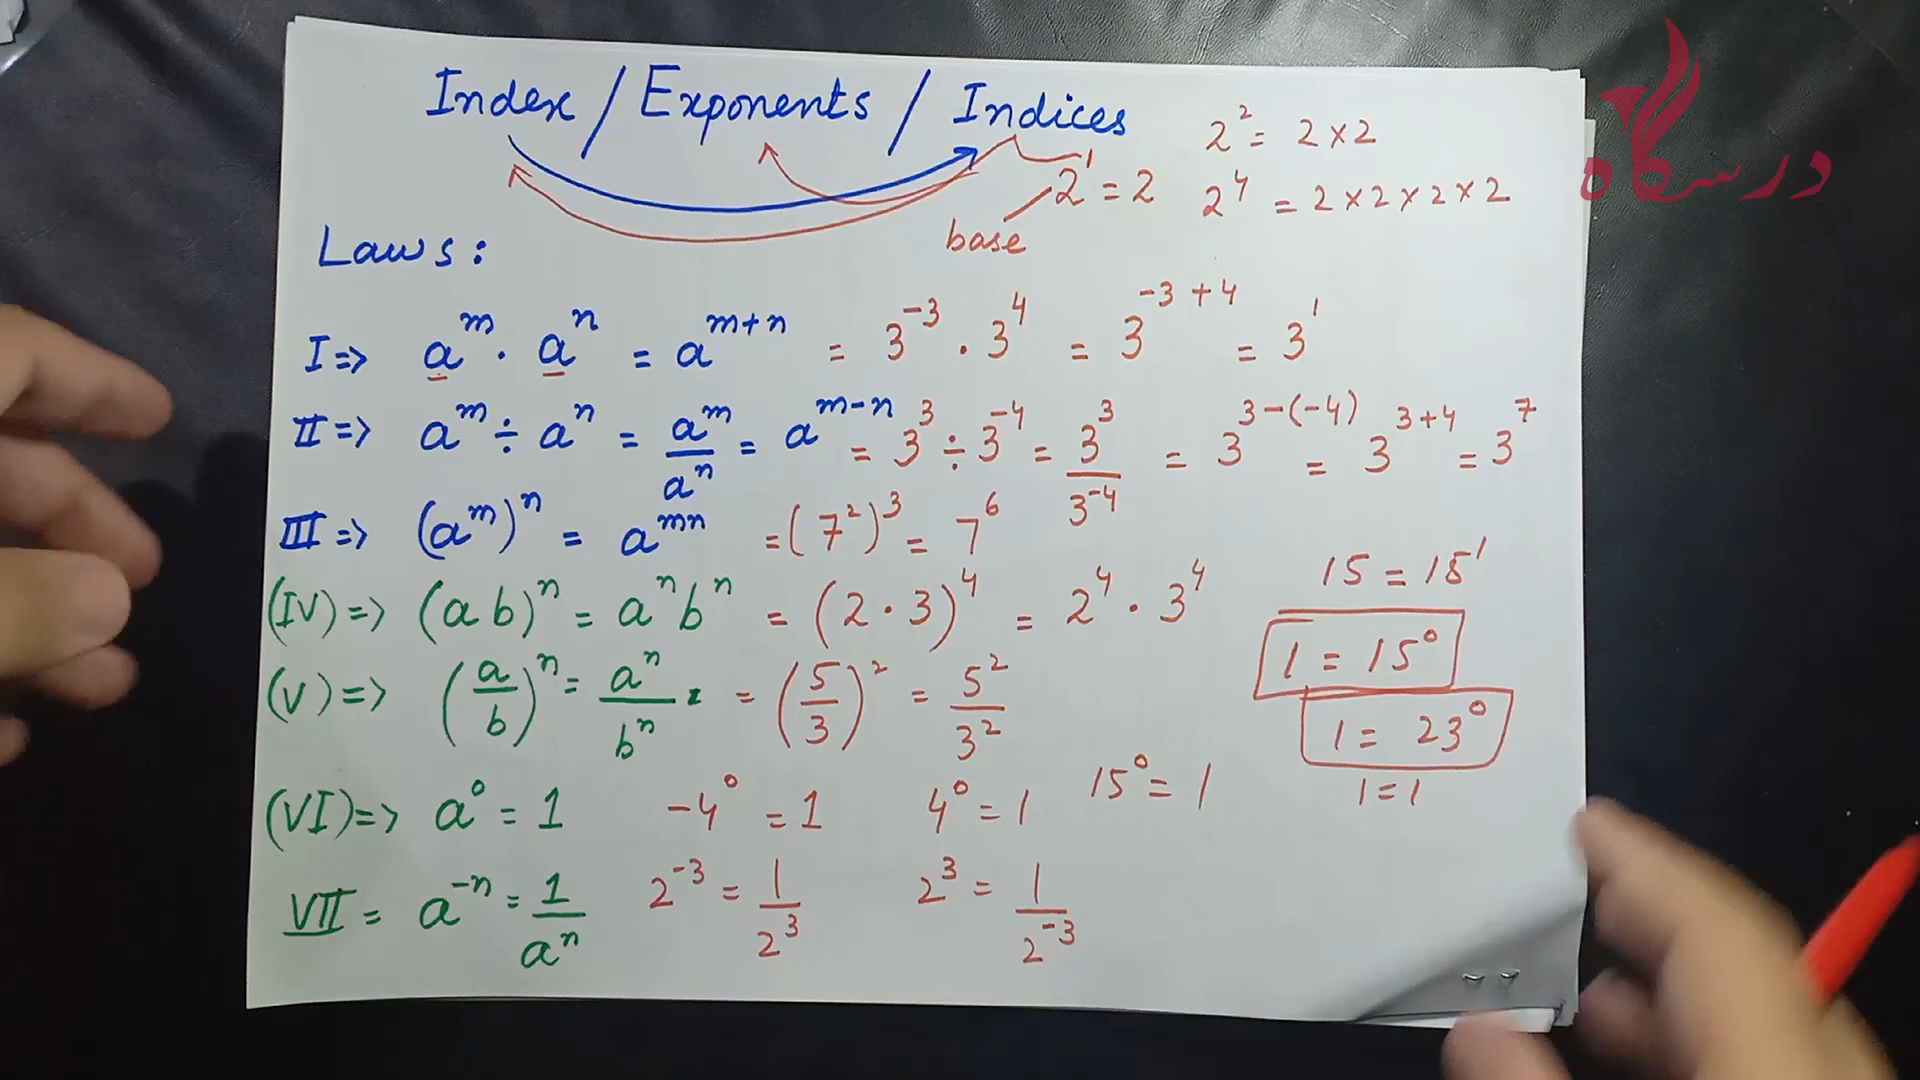 Index / Exponents / Indices
2² = 2 × 2
2¹ = 2
2⁴ = 2 × 2 × 2 × 2
base
درسگاه
Laws:
I => aᵐ · aⁿ = aᵐ⁺ⁿ = 3⁻³ · 3⁴ = 3⁻³⁺⁴ = 3¹
II => aᵐ ÷ aⁿ = aᵐ/aⁿ = aᵐ⁻ⁿ = 3³ ÷ 3⁻⁴ = 3³/3⁻⁴ = 3³⁻⁽⁻⁴⁾ = 3³⁺⁴ = 3⁷
III => (aᵐ)ⁿ = aᵐⁿ = (7²)³ = 7⁶
15 = 15¹
(IV) => (ab)ⁿ = aⁿbⁿ = (2 · 3)⁴ = 2⁴ · 3⁴
1 = 15⁰
(V) => (a/b)ⁿ = aⁿ/bⁿ. = (5/3)² = 5²/3²
1 = 23⁰
1 = 1
(VI) => a⁰ = 1 -4⁰ = 1 4⁰ = 1 15⁰ = 1
VII = a⁻ⁿ = 1/aⁿ 2⁻³ = 1/2³ 2³ = 1/2⁻³